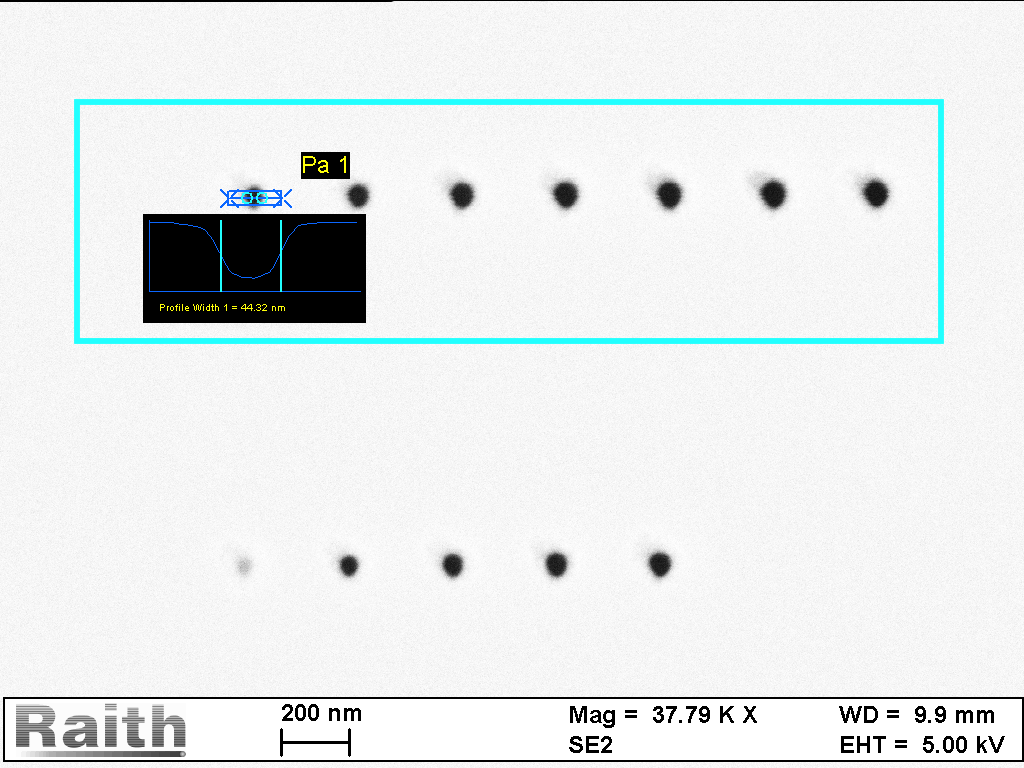 Pa 1
Profile Width 1 = 44.32 nm
Raith
200 nm
Mag = 37.79 K X
SE2
WD = 9.9 mm
EHT = 5.00 kV